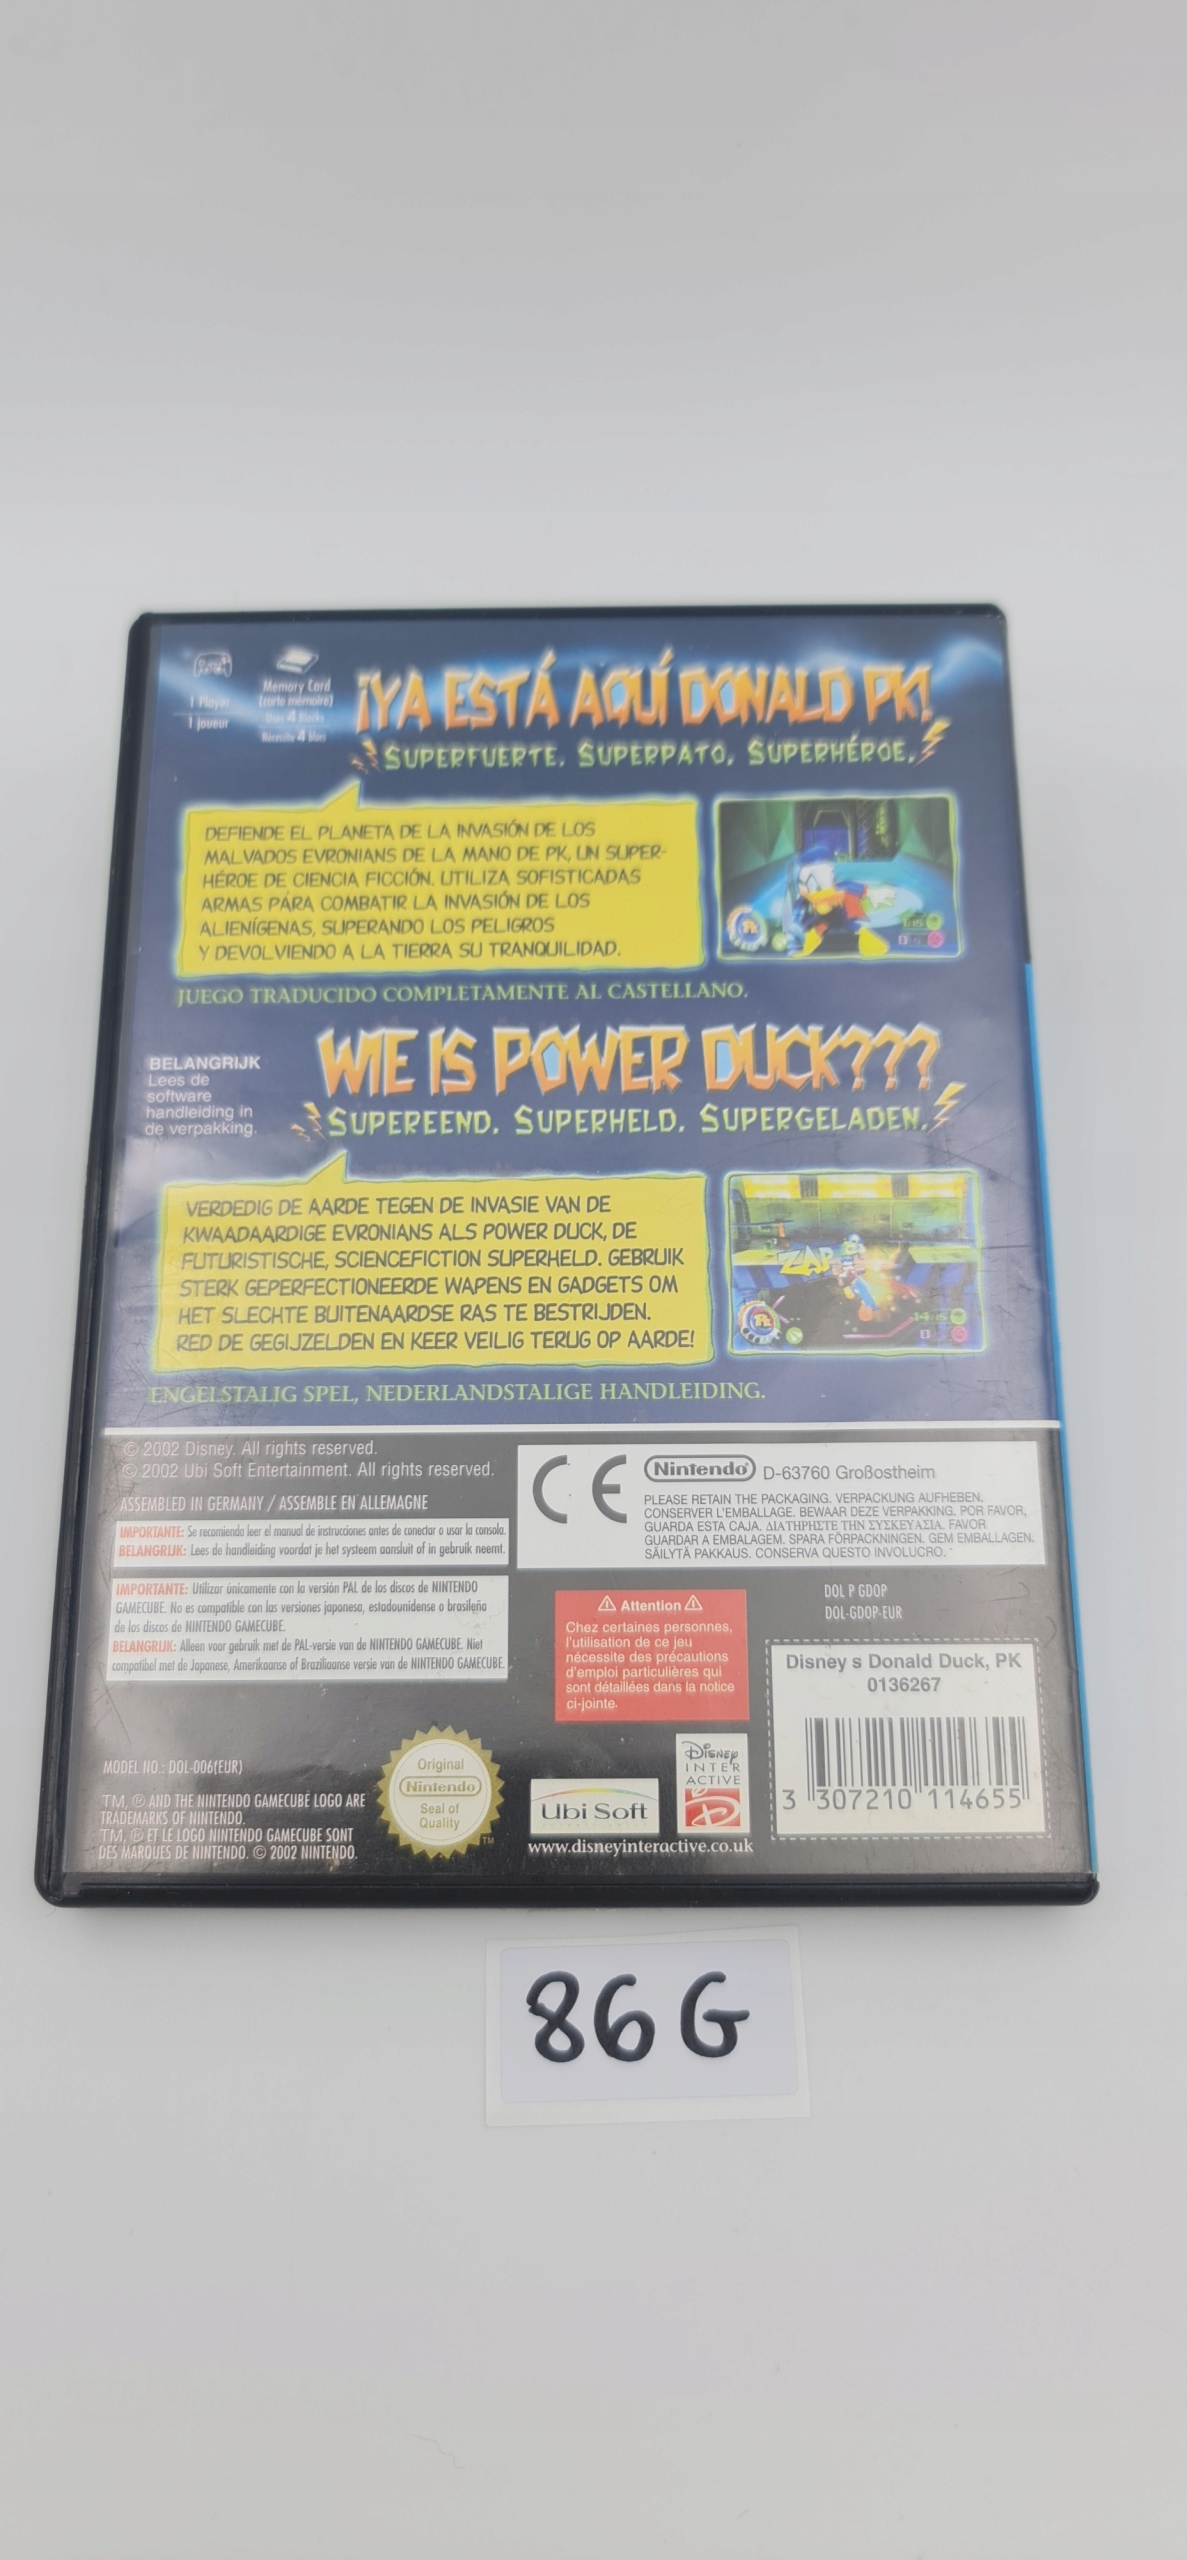 1 Player
1 joueur
Memory Card
(carte mémoire)
Uses 4 Blocks
Nécessite 4 blocs
¡YA ESTÁ AQUÍ DONALD PK!
SUPERFUERTE. SUPERPATO. SUPERHÉROE.
DEFIENDE EL PLANETA DE LA INVASIÓN DE LOS
MALVADOS EVRONIANS DE LA MANO DE PK, UN SUPER-
HÉROE DE CIENCIA FICCIÓN. UTILIZA SOFISTICADAS
ARMAS PARA COMBATIR LA INVASIÓN DE LOS
ALIENÍGENAS, SUPERANDO LOS PELIGROS
Y DEVOLVIENDO A LA TIERRA SU TRANQUILIDAD.
JUEGO TRADUCIDO COMPLETAMENTE AL CASTELLANO.
BELANGRIJK
Lees de
software
handleiding in
de verpakking.
WIE IS POWER DUCK???
SUPEREEND. SUPERHELD. SUPERGELADEN.
VERDEDIG DE AARDE TEGEN DE INVASIE VAN DE
KWAADAARDIGE EVRONIANS ALS POWER DUCK, DE
FUTURISTISCHE, SCIENCEFICTION SUPERHELD. GEBRUIK
STERK GEPERFECTIONEERDE WAPENS EN GADGETS OM
HET SLECHTE BUITENAARDSE RAS TE BESTRIJDEN.
RED DE GEGIJZELDEN EN KEER VEILIG TERUG OP AARDE!
ZAP
ENGELSTALIG SPEL, NEDERLANDSTALIGE HANDLEIDING.
© 2002 Disney. All rights reserved.
© 2002 Ubi Soft Entertainment. All rights reserved.
ASSEMBLED IN GERMANY / ASSEMBLE EN ALLEMAGNE
IMPORTANTE: Se recomienda leer el manual de instrucciones antes de conectar o usar la consola.
BELANGRIJK: Lees de handleiding voordat je het systeem aansluit of in gebruik neemt.
IMPORTANTE: Utilizar únicamente con la versión PAL de los discos de NINTENDO
GAMECUBE. No es compatible con las versiones japonesa, estadounidense o brasileña
de los discos de NINTENDO GAMECUBE.
BELANGRIJK: Alleen voor gebruik met de PAL-versie van de NINTENDO GAMECUBE. Niet
compatibel met de Japanese, Amerikaanse of Braziliaanse versie van de NINTENDO GAMECUBE.
CE
Nintendo D-63760 Großostheim
PLEASE RETAIN THE PACKAGING. VERPACKUNG AUFHEBEN.
CONSERVER L'EMBALLAGE. BEWAAR DEZE VERPAKKING. POR FAVOR,
GUARDA ESTA CAJA. ΔΙΑΤΗΡΗΣΤΕ ΤΗΝ ΣΥΣΚΕΥΑΣΙΑ. FAVOR
GUARDAR A EMBALAGEM. SPARA FÖRPACKNINGEN. GEM EMBALLAGEN.
SÄILYTÄ PAKKAUS. CONSERVA QUESTO INVOLUCRO.
Attention
Chez certaines personnes,
l'utilisation de ce jeu
nécessite des précautions
d'emploi particulières qui
sont détaillées dans la notice
ci-jointe.
DOL P GDOP
DOL-GDOP-EUR
Disney s Donald Duck, PK
0136267
3 307210 114655
MODEL NO.: DOL-006(EUR)
TM, ® AND THE NINTENDO GAMECUBE LOGO ARE
TRADEMARKS OF NINTENDO.
TM, ® ET LE LOGO NINTENDO GAMECUBE SONT
DES MARQUES DE NINTENDO. © 2002 NINTENDO.
Original
Nintendo
Seal of
Quality
TM
Ubi Soft
DISNEY
INTER
ACTIVE
www.disneyinteractive.co.uk
86 G